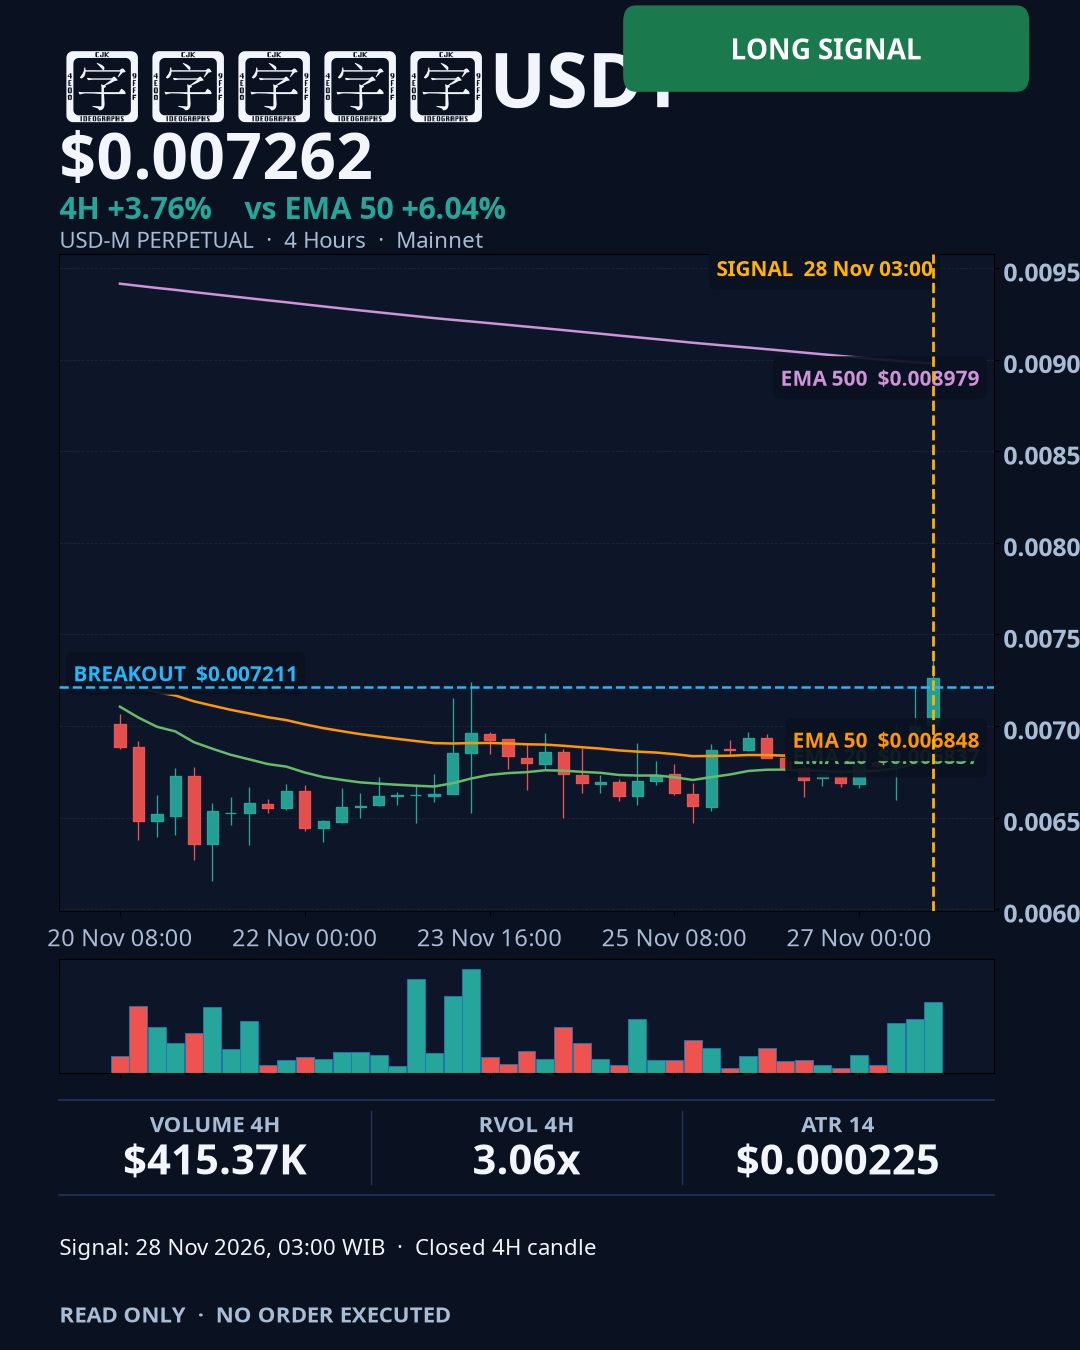 LONG SIGNAL
USDT
$0.007262
4H +3.76% vs EMA 50 +6.04%
USD-M PERPETUAL · 4 Hours · Mainnet
SIGNAL 28 Nov 03:00
0.0095
0.0090
EMA 500 $0.008979
0.0085
0.0080
0.0075
BREAKOUT $0.007211
0.0070
EMA 50 $0.006848
0.0065
0.0060
20 Nov 08:00 22 Nov 00:00 23 Nov 16:00 25 Nov 08:00 27 Nov 00:00
VOLUME 4H RVOL 4H ATR 14
$415.37K 3.06x $0.000225
Signal: 28 Nov 2026, 03:00 WIB · Closed 4H candle
READ ONLY · NO ORDER EXECUTED